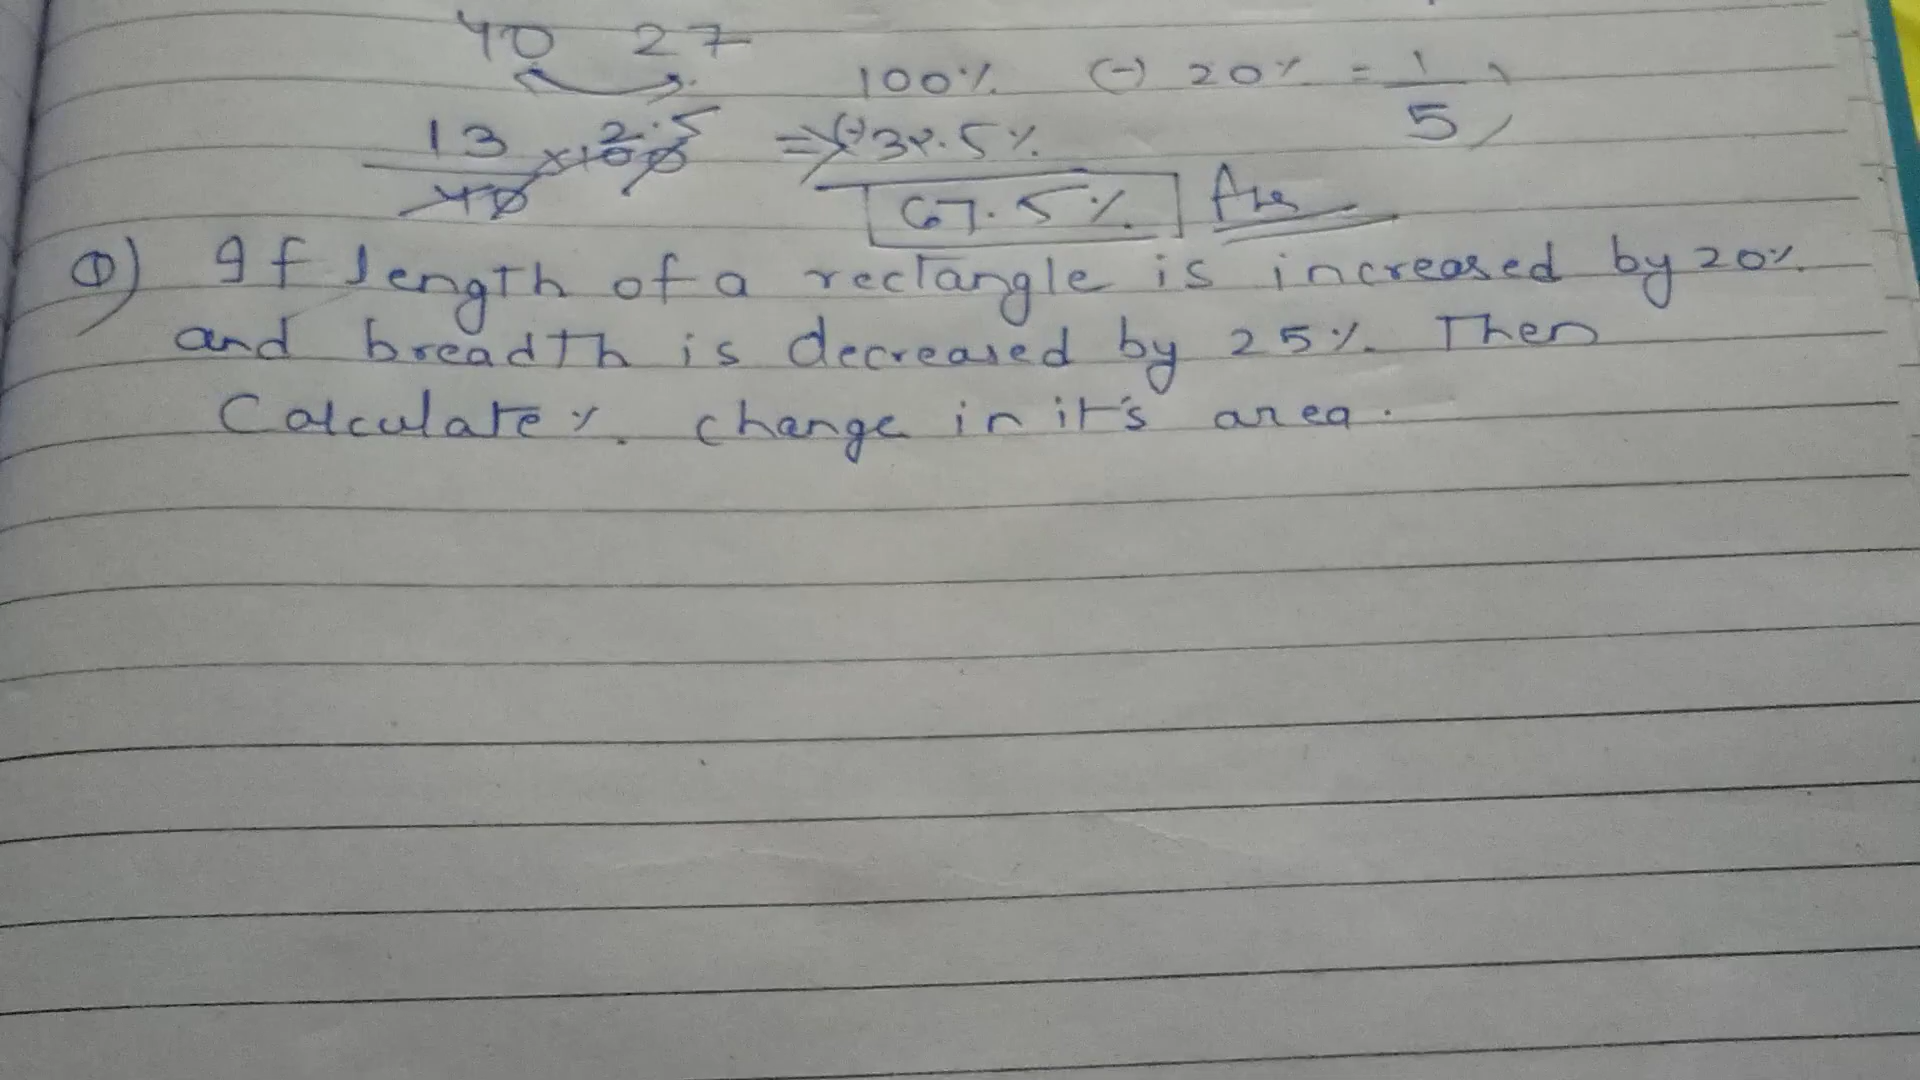 40 27
100% (-) 20% = 1/5
13/40 × 100 2.5 => (-) 32.5%
67.5% Ans
Q) If length of a rectangle is increased by 20%
and breadth is decreased by 25%. Then
Calculate %. change in it's area.